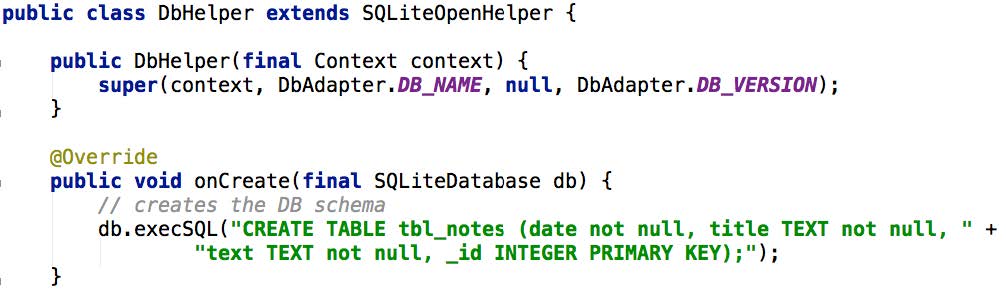 public class DbHelper extends SQLiteOpenHelper {
public DbHelper(final Context context) {
super(context, DbAdapter.DB_NAME, null, DbAdapter.DB_VERSION);
}
@Override
public void onCreate(final SQLiteDatabase db) {
// creates the DB schema
db.execSQL("CREATE TABLE tbl_notes (date not null, title TEXT not null, " +
"text TEXT not null, _id INTEGER PRIMARY KEY);");
}